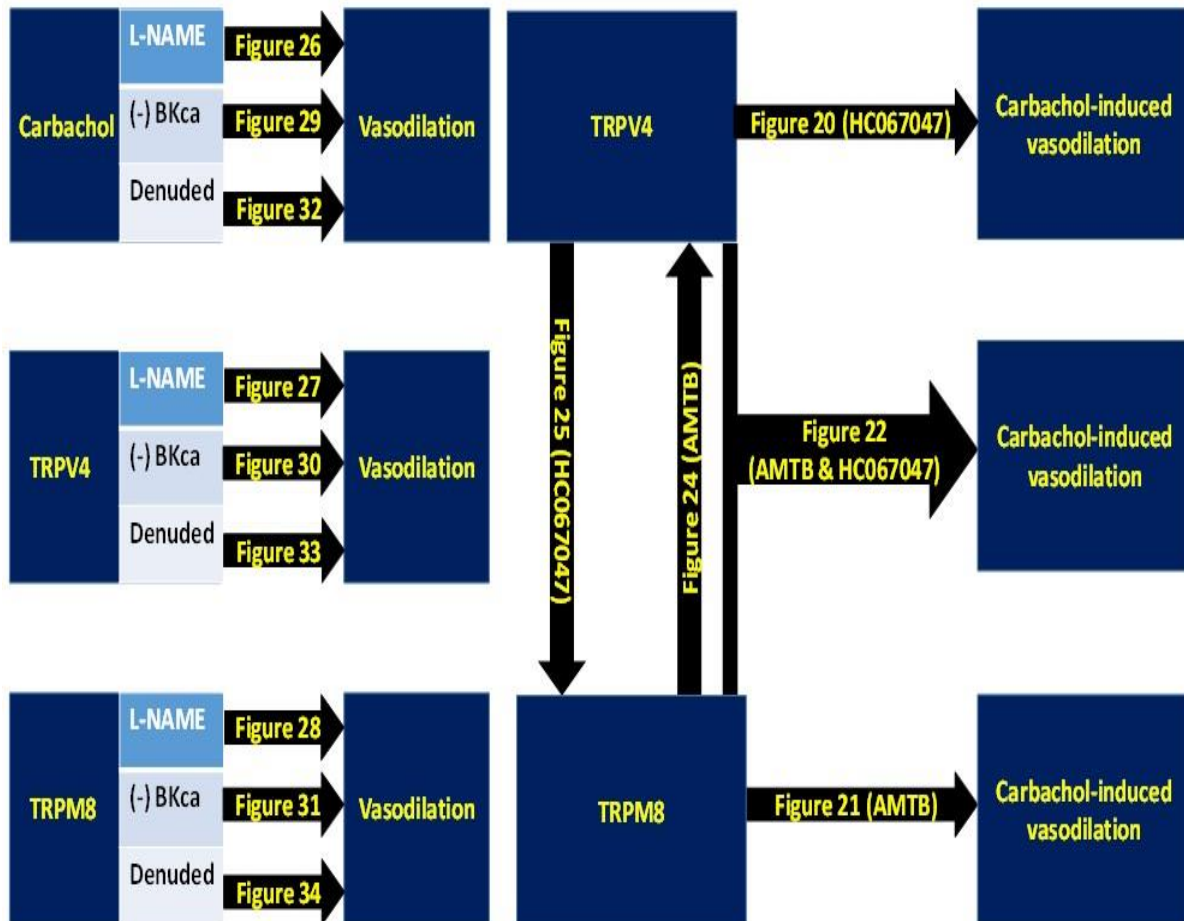 Carbachol
L-NAME
(-) BKca
Denuded
Figure 26
Figure 29
Figure 32
Vasodilation
TRPV4
L-NAME
(-) BKca
Denuded
Figure 27
Figure 30
Figure 33
Vasodilation
TRPM8
L-NAME
(-) BKca
Denuded
Figure 28
Figure 31
Figure 34
Vasodilation
TRPV4
Figure 20 (HC067047)
Carbachol-induced
vasodilation
Figure 25 (HC067047)
Figure 24 (AMTB)
Figure 22
(AMTB & HC067047)
Carbachol-induced
vasodilation
TRPM8
Figure 21 (AMTB)
Carbachol-induced
vasodilation